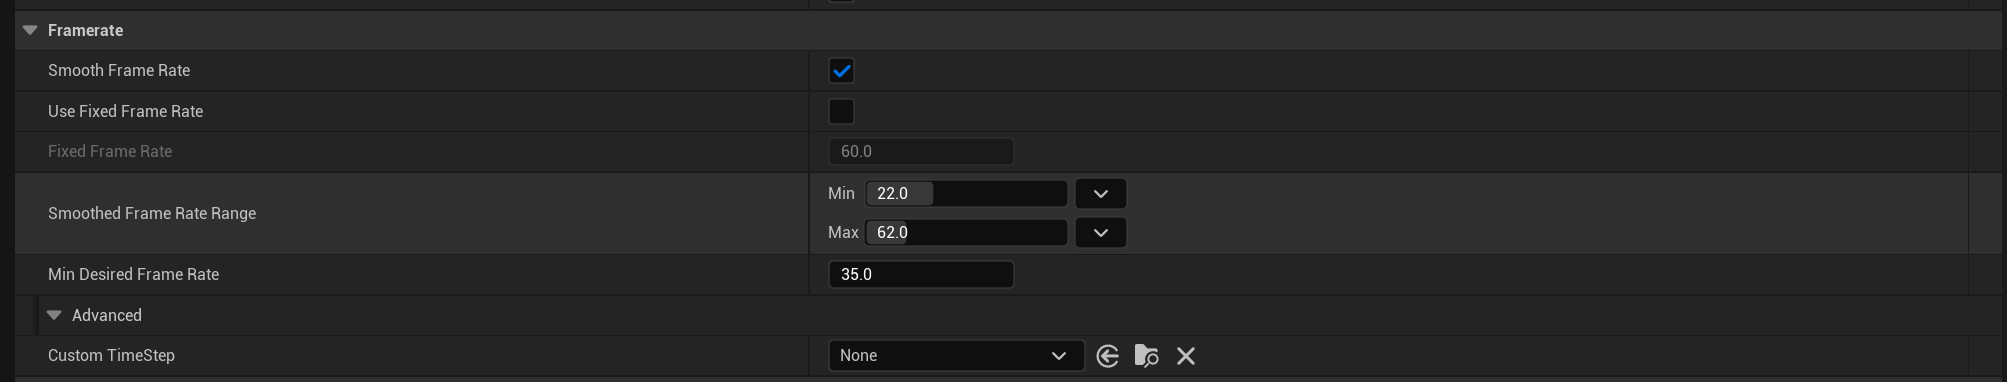 Framerate
Smooth Frame Rate
Use Fixed Frame Rate
Fixed Frame Rate 60.0
Smoothed Frame Rate Range
Min 22.0
Max 62.0
Min Desired Frame Rate 35.0
Advanced
Custom TimeStep None